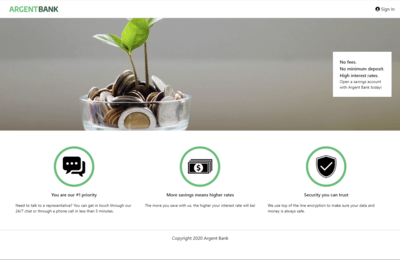 ARGENTBANK
Sign In
No fees.
No minimum deposit.
High interest rates.
Open a savings account
with Argent Bank today!
You are our #1 priority
Need to talk to a representative? You can get in touch through our
24/7 chat or through a phone call in less than 5 minutes.
More savings means higher rates
The more you save with us, the higher your interest rate will be!
Security you can trust
We use top of the line encryption to make sure your data and
money is always safe.
Copyright 2020 Argent Bank